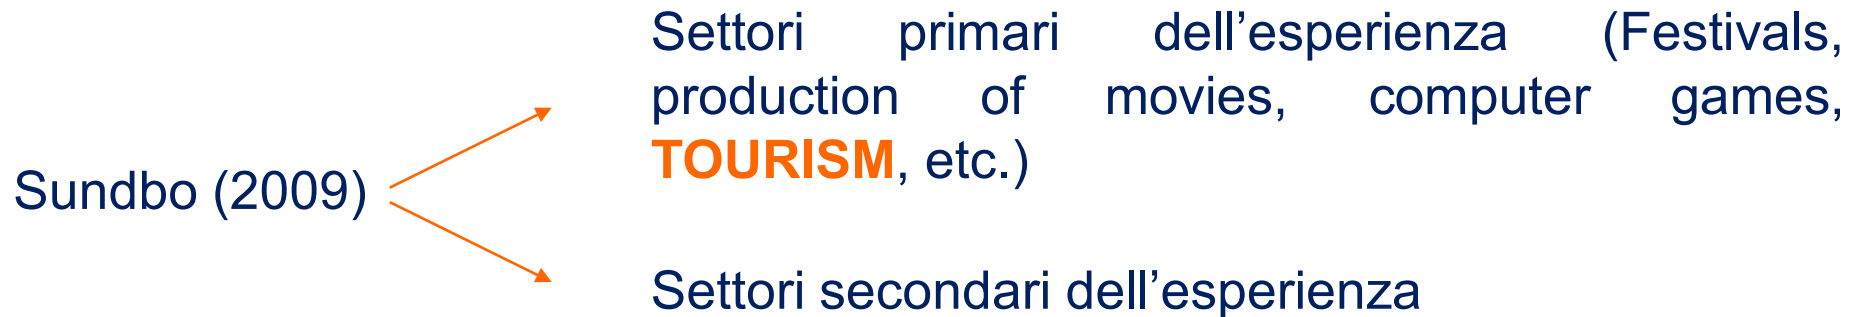 Settori primari dell’esperienza (Festivals,
production of movies, computer games,
TOURISM, etc.)
Sundbo (2009)
Settori secondari dell’esperienza